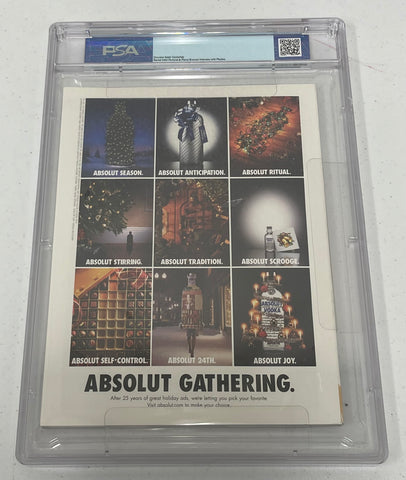 PSA
ABSOLUT SEASON.
ABSOLUT ANTICIPATION.
ABSOLUT RITUAL.
ABSOLUT STIRRING.
ABSOLUT TRADITION.
ABSOLUT SCROOGE.
ABSOLUT SELF-CONTROL.
ABSOLUT 24TH.
ABSOLUT JOY.
ABSOLUT
VODKA
ABSOLUT GATHERING.
After 25 years of great holiday ads, we're letting you pick your favorite.
Visit absolut.com to make your choice.